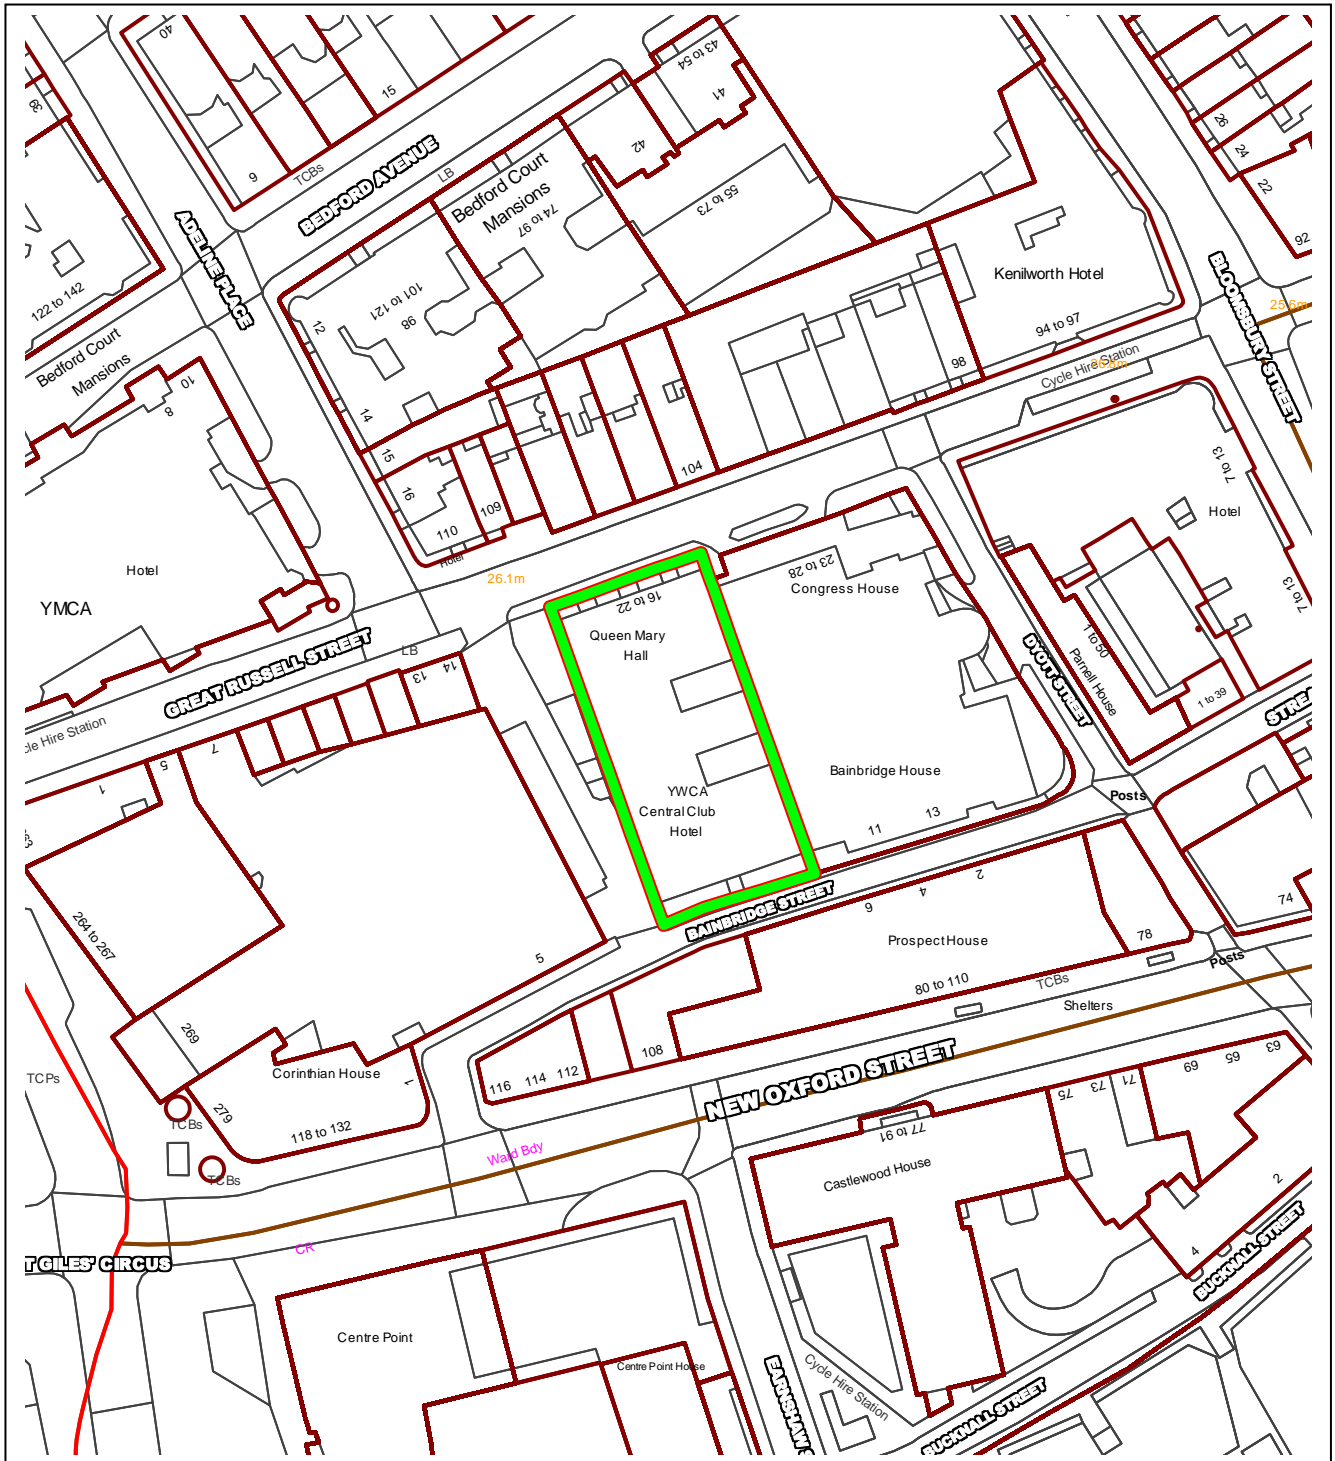 40
39
15
9
TCBs
BEDFORD AVENUE
LB
43 to 54
41
42
Bedford Court
Mansions
74 to 97
55 to 73
26
24
22
92
ADELINE PLACE
122 to 142
Bedford Court
Mansions
10
8
12
101 to 121
98
14
15
16
110
109
104
98
Kenilworth Hotel
94 to 97
Cycle Hire Station
BLOOMSBURY STREET
25.6m
7 to 13
Hotel
7 to 13
Hotel
YMCA
Hotel
26.1m
GREAT RUSSELL STREET
LB
14
13
cle Hire Station
7
5
1
16 to 22
Queen Mary
Hall
23 to 28
Congress House
DYOTT STREET
1 to 50
Parnell House
1 to 39
STREA
YWCA
Central Club
Hotel
Bainbridge House
11
13
Posts
BAINBRIDGE STREET
6
4
2
Prospect House
80 to 110
78
74
TCBs
Posts
Shelters
264 to 267
269
5
Corinthian House
1
279
118 to 132
TCPs
TCBs
TCBs
116
114
112
108
NEW OXFORD STREET
Ward Bdy
CR
T GILES' CIRCUS
77 to 91
Castlewood House
75
73
71
69
65
63
2
4
BUCKNALL STREET
BUCKNALL STREET
Centre Point
Centre Point House
EARNSHAW S
Cycle Hire Station